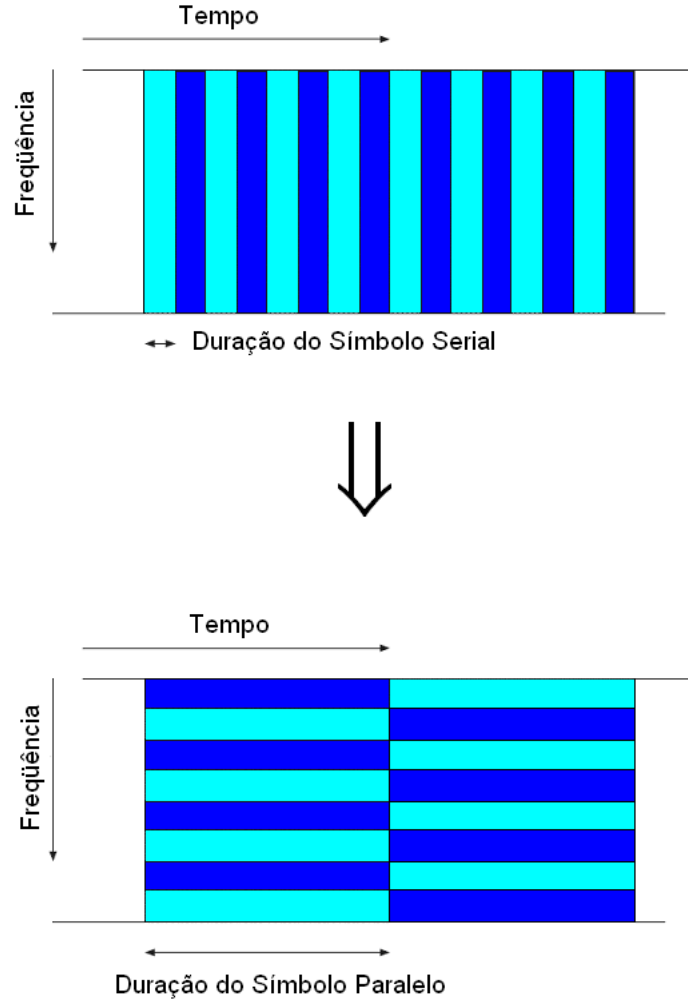 Tempo
Freqüência
Duração do Símbolo Serial
Tempo
Freqüência
Duração do Símbolo Paralelo